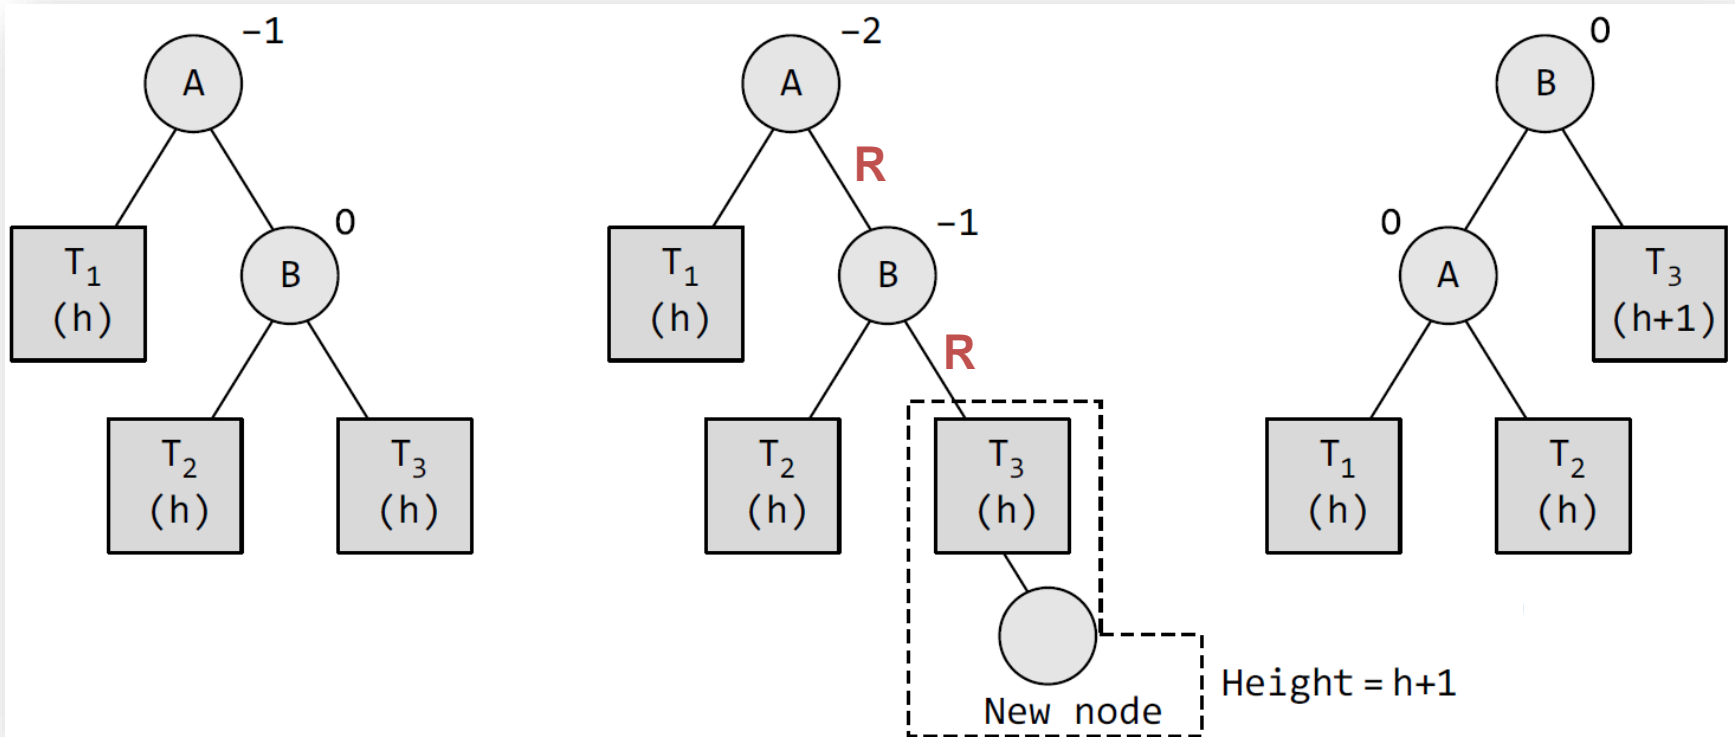 A
-1
B
0
T1
(h)
T2
(h)
T3
(h)
A
-2
R
B
-1
R
T1
(h)
T2
(h)
T3
(h)
New node
Height = h+1
B
0
A
0
T3
(h+1)
T1
(h)
T2
(h)